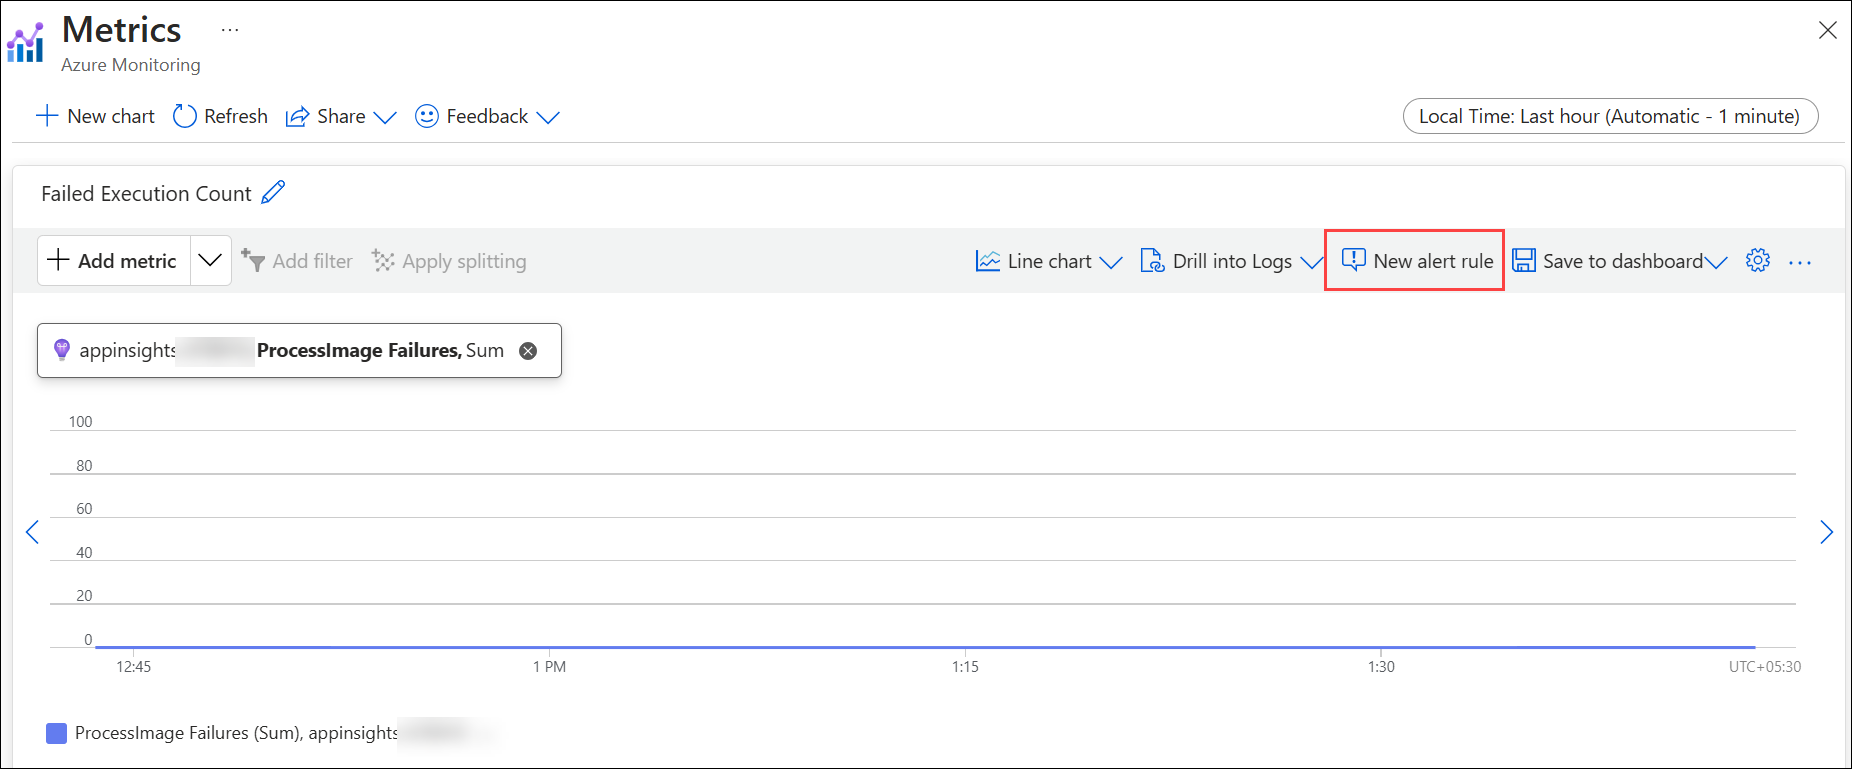 Metrics ...
Azure Monitoring
New chart Refresh Share Feedback Local Time: Last hour (Automatic - 1 minute)
Failed Execution Count
Add metric Add filter Apply splitting Line chart Drill into Logs New alert rule Save to dashboard ...
appinsights ProcessImage Failures, Sum
100
80
60
40
20
0
12:45 1 PM 1:15 1:30 UTC+05:30
ProcessImage Failures (Sum), appinsights